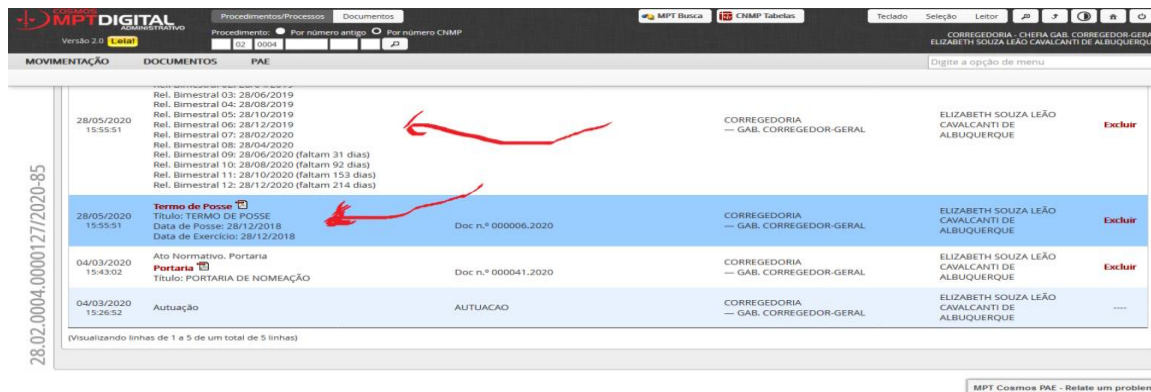 MPTDIGITAL
ADMINISTRATIVO
Versão 2.0 Leia!
Procedimentos/Processos Documentos
Procedimento: Por número antigo Por número CNMP
02 0004
MPT Busca CNMP Tabelas
Teclado Seleção Leitor
CORREGEDORIA - CHEFIA GAB. CORREGEDOR-GERA
ELIZABETH SOUZA LEÃO CAVALCANTI DE ALBUQUERQU
MOVIMENTAÇÃO DOCUMENTOS PAE
Digite a opção de menu
28.02.0004.0000127/2020-85
28/05/2020
15:55:51
Rel. Bimestral 03: 28/06/2019
Rel. Bimestral 04: 28/08/2019
Rel. Bimestral 05: 28/10/2019
Rel. Bimestral 06: 28/12/2019
Rel. Bimestral 07: 28/02/2020
Rel. Bimestral 08: 28/04/2020
Rel. Bimestral 09: 28/06/2020 (faltam 31 dias)
Rel. Bimestral 10: 28/08/2020 (faltam 92 dias)
Rel. Bimestral 11: 28/10/2020 (faltam 153 dias)
Rel. Bimestral 12: 28/12/2020 (faltam 214 dias)
CORREGEDORIA
— GAB. CORREGEDOR-GERAL
ELIZABETH SOUZA LEÃO
CAVALCANTI DE
ALBUQUERQUE
Excluir
28/05/2020
15:55:51
Termo de Posse
Título: TERMO DE POSSE
Data de Posse: 28/12/2018
Data de Exercício: 28/12/2018
Doc n.º 000006.2020
CORREGEDORIA
— GAB. CORREGEDOR-GERAL
ELIZABETH SOUZA LEÃO
CAVALCANTI DE
ALBUQUERQUE
Excluir
04/03/2020
15:43:02
Ato Normativo. Portaria
Portaria
Título: PORTARIA DE NOMEAÇÃO
Doc n.º 000041.2020
CORREGEDORIA
— GAB. CORREGEDOR-GERAL
ELIZABETH SOUZA LEÃO
CAVALCANTI DE
ALBUQUERQUE
Excluir
04/03/2020
15:26:52
Autuação
AUTUACAO
CORREGEDORIA
— GAB. CORREGEDOR-GERAL
ELIZABETH SOUZA LEÃO
CAVALCANTI DE
ALBUQUERQUE
----
(Visualizando linhas de 1 a 5 de um total de 5 linhas)
MPT Cosmos PAE - Relate um problem